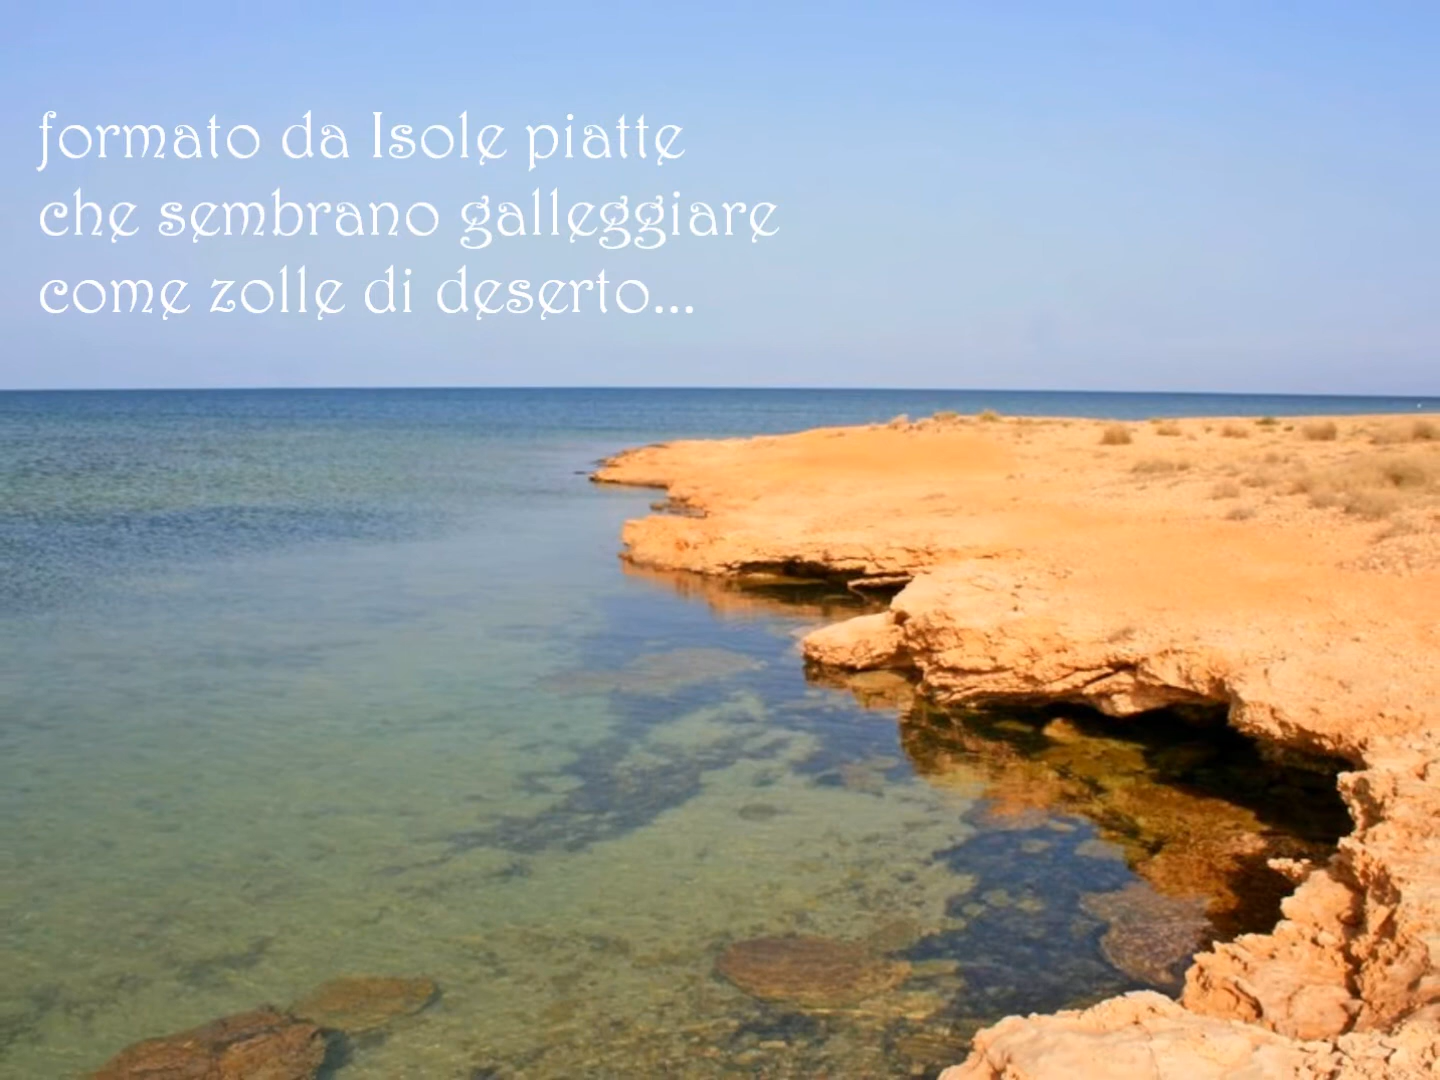 formato da Isole piatte
che sembrano galleggiare
come zolle di deserto...